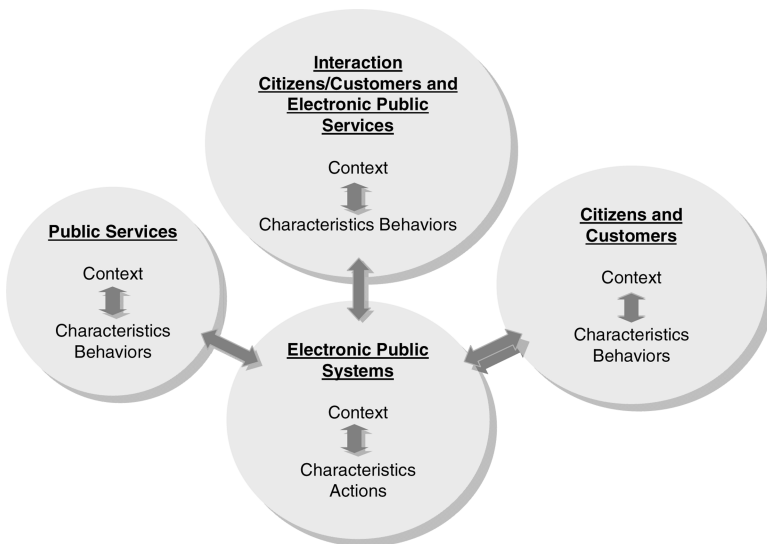 Interaction
Citizens/Customers and
Electronic Public
Services
Context
Characteristics Behaviors
Public Services
Context
Characteristics
Behaviors
Citizens and
Customers
Context
Characteristics
Behaviors
Electronic Public
Systems
Context
Characteristics
Actions